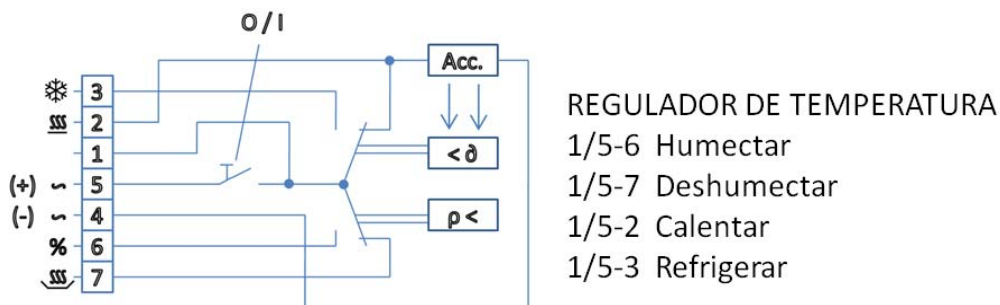 O / I
Acc.
3
2
1
< ∂
(+) ~ 5
(-) ~ 4
ρ <
% 6
7
REGULADOR DE TEMPERATURA
1/5-6 Humectar
1/5-7 Deshumectar
1/5-2 Calentar
1/5-3 Refrigerar